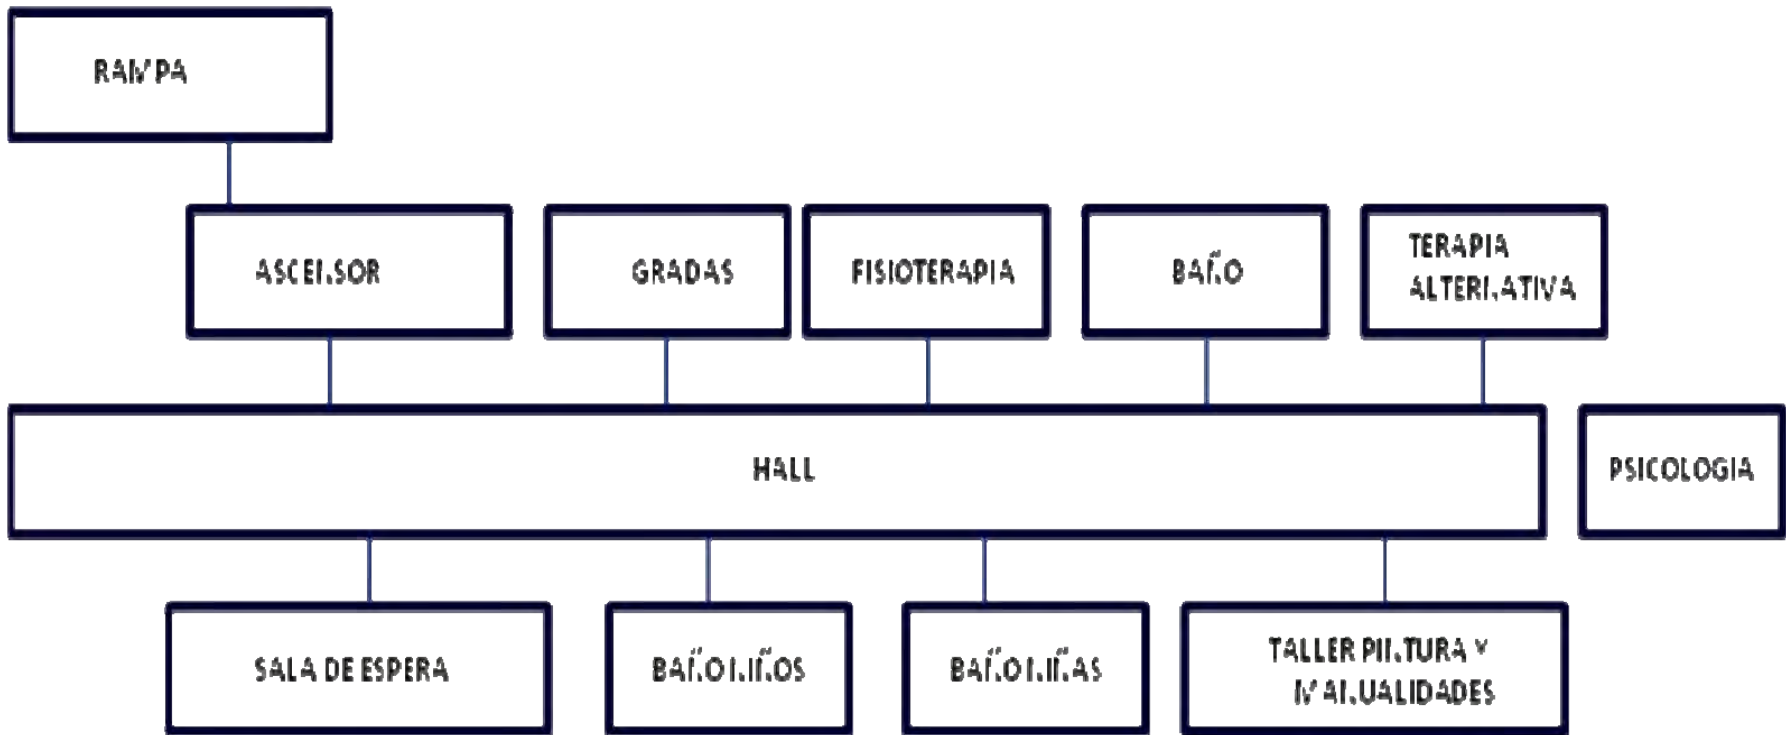 RAMPA
ASCENSOR
GRADAS
FISIOTERAPIA
BAÑO
TERAPIA
ALTERNATIVA
HALL
PSICOLOGIA
SALA DE ESPERA
BAÑO NIÑOS
BAÑO NIÑAS
TALLER PINTURA Y
MANUALIDADES